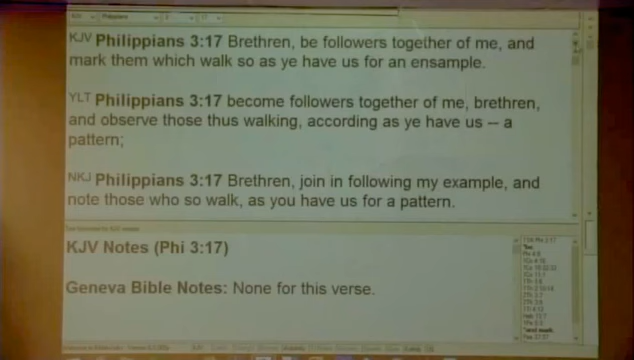 KJV Philippians 3:17 Brethren, be followers together of me, and
mark them which walk so as ye have us for an ensample.
YLT Philippians 3:17 become followers together of me, brethren,
and observe those thus walking, according as ye have us -- a
pattern;
NKJ Philippians 3:17 Brethren, join in following my example, and
note those who so walk, as you have us for a pattern.
KJV Notes (Phi 3:17)
Geneva Bible Notes: None for this verse.